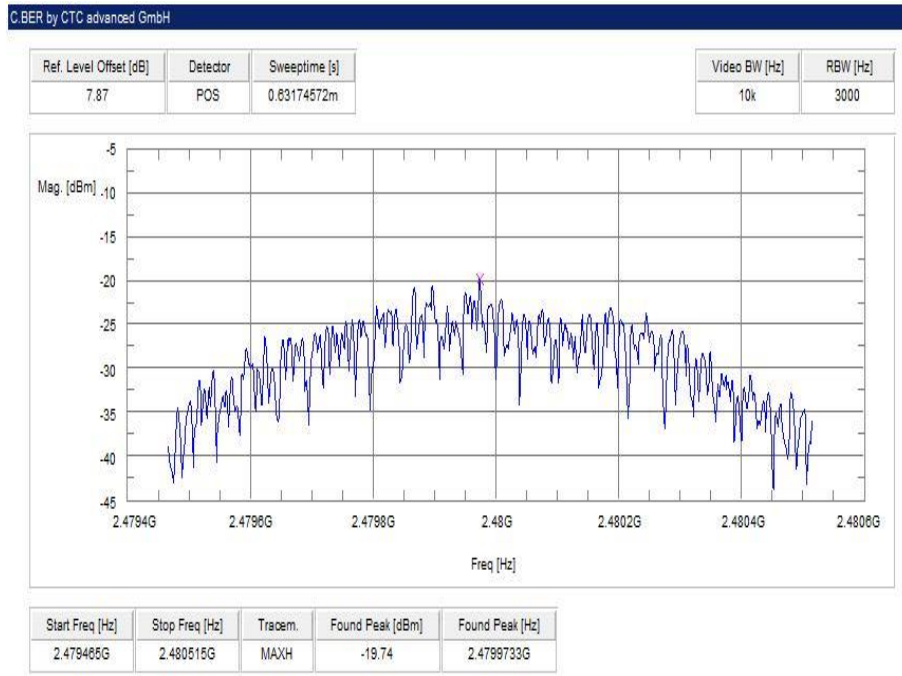 C.BER by CTC advanced GmbH
Ref. Level Offset [dB] Detector Sweeptime [s] Video BW [Hz] RBW [Hz]
7.87 POS 0.63174572m 10k 3000
Mag. [dBm]
-5
-10
-15
-20
-25
-30
-35
-40
-45
2.4794G 2.4796G 2.4798G 2.48G 2.4802G 2.4804G 2.4806G
Freq [Hz]
Start Freq [Hz] Stop Freq [Hz] Tracem. Found Peak [dBm] Found Peak [Hz]
2.479465G 2.480515G MAXH -19.74 2.4799733G